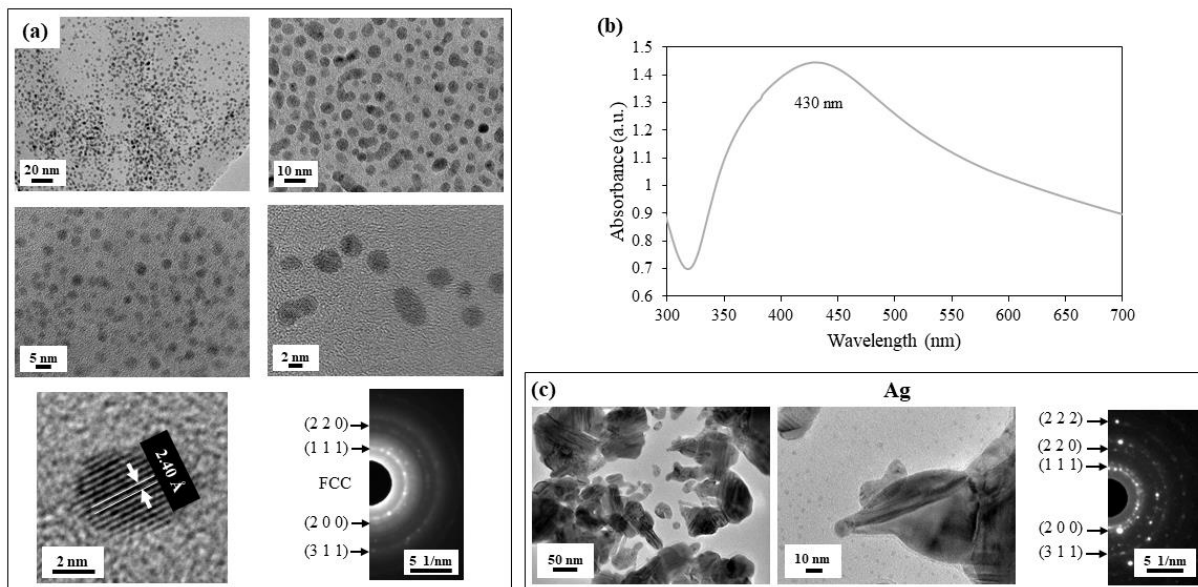 (a)
20 nm
10 nm
5 nm
2 nm
2.40 Å
2 nm
(2 2 0)
(1 1 1)
FCC
(2 0 0)
(3 1 1)
5 1/nm
(b)
1.5
1.4
1.3
1.2
1.1
1
0.9
0.8
0.7
0.6
Absorbance (a.u.)
430 nm
300 350 400 450 500 550 600 650 700
Wavelength (nm)
(c)
Ag
50 nm
10 nm
(2 2 2)
(2 2 0)
(1 1 1)
(2 0 0)
(3 1 1)
5 1/nm